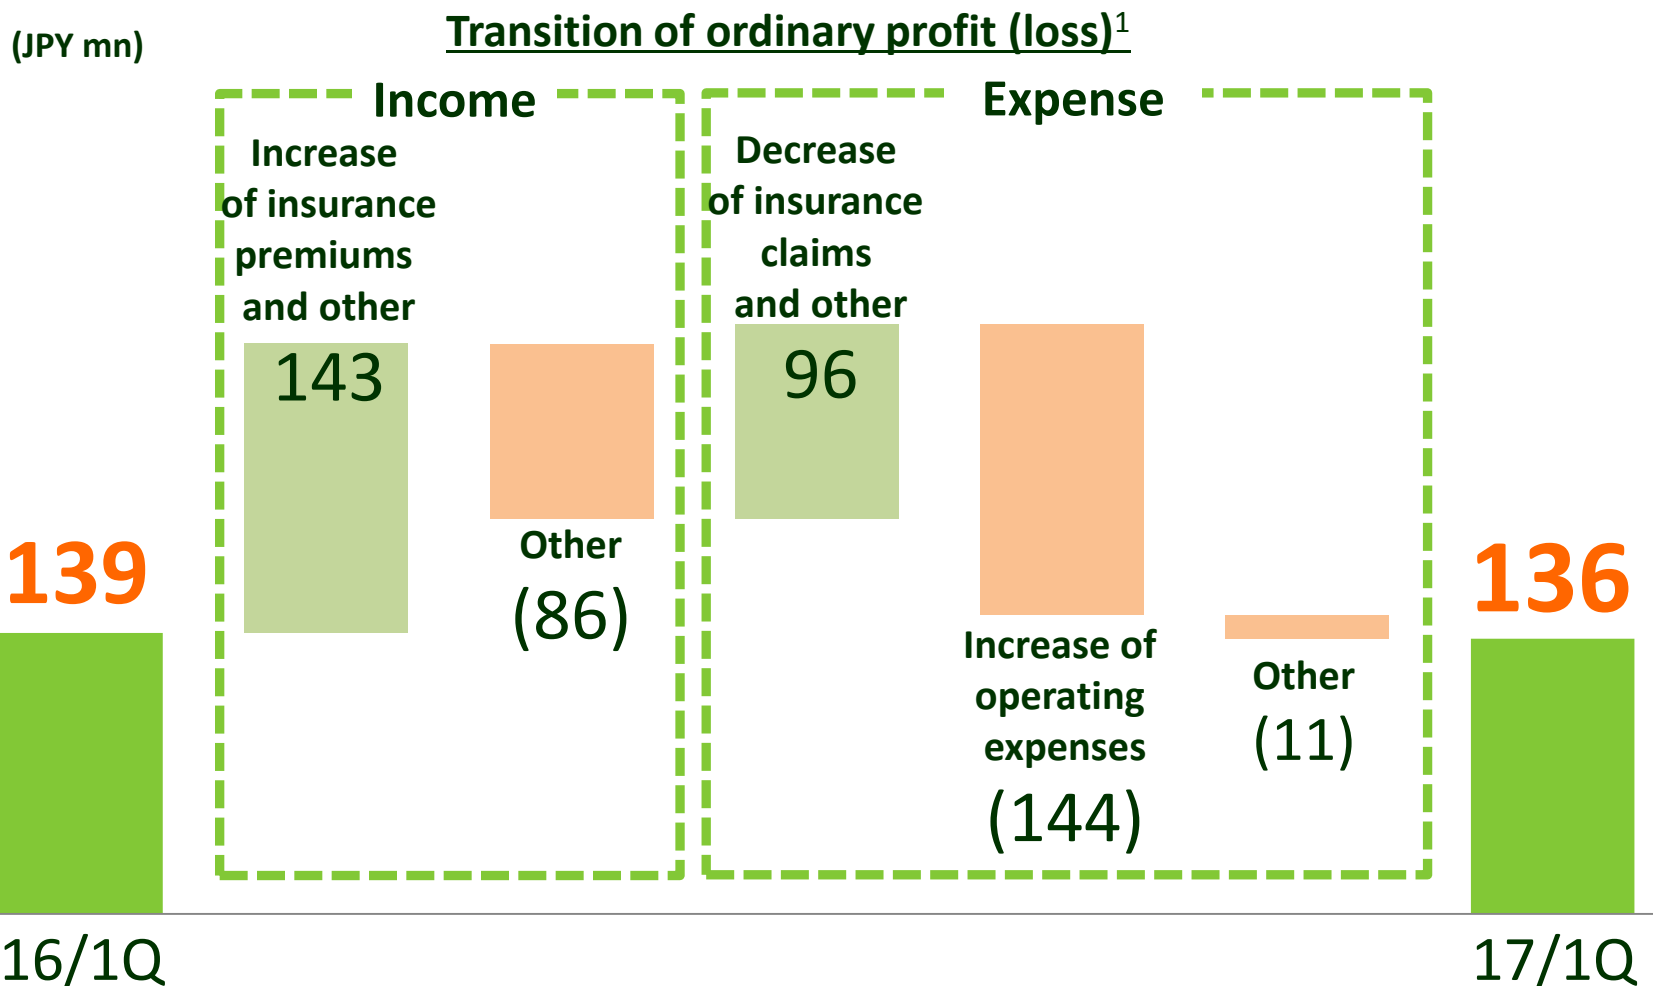 Transition of ordinary profit (loss)1
(JPY mn)
Income
Increase
of insurance
premiums
and other
143
Other
(86)
Expense
Decrease
of insurance
claims
and other
96
Increase of
operating
expenses
(144)
Other
(11)
139
136
16/1Q
17/1Q